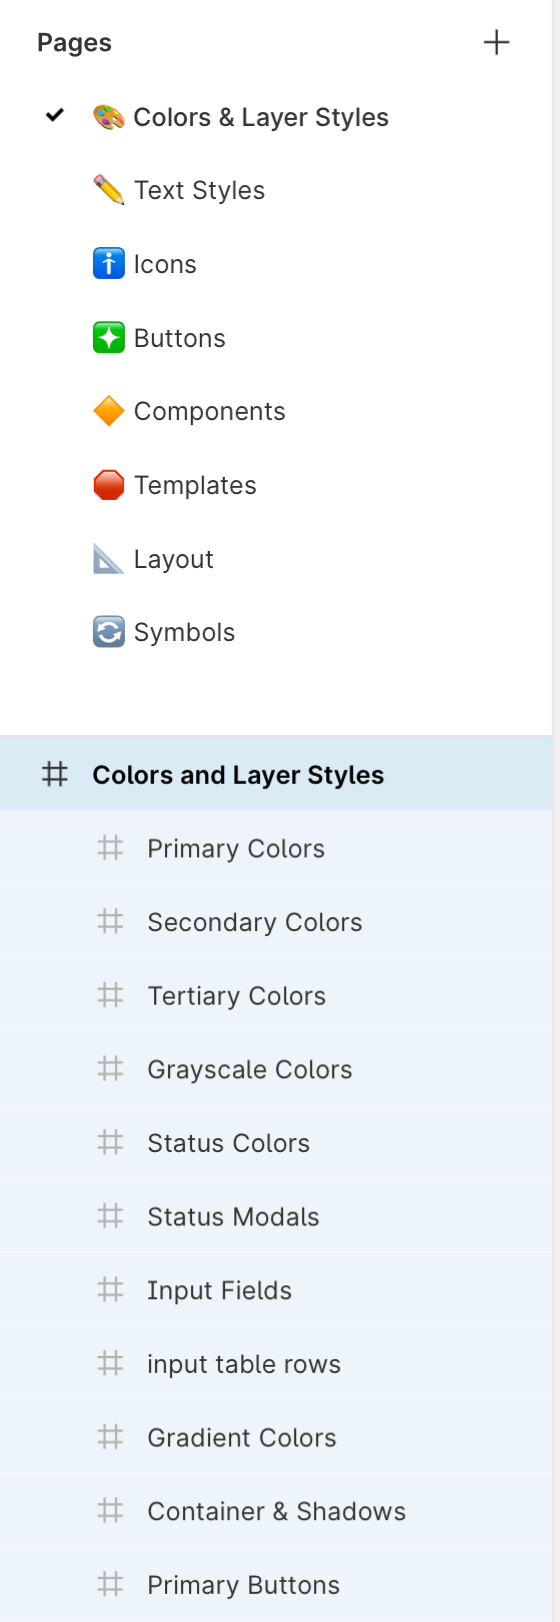 Pages
Colors & Layer Styles
Text Styles
Icons
Buttons
Components
Templates
Layout
Symbols
Colors and Layer Styles
Primary Colors
Secondary Colors
Tertiary Colors
Grayscale Colors
Status Colors
Status Modals
Input Fields
input table rows
Gradient Colors
Container & Shadows
Primary Buttons